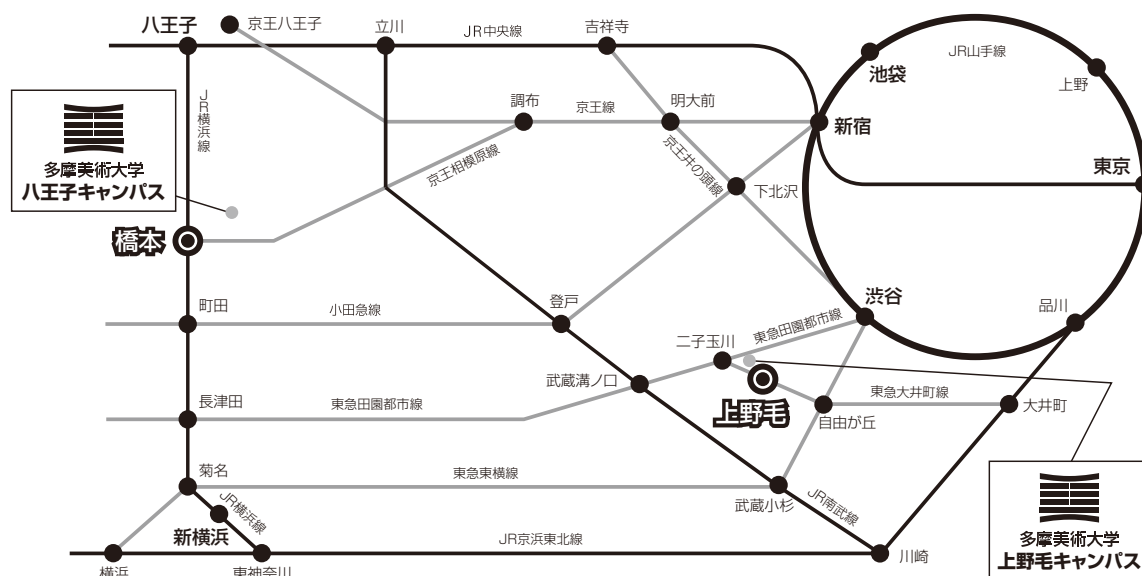 八王子
京王八王子
立川
JR中央線
吉祥寺
JR山手線
池袋
上野
JR横浜線
調布
京王線
明大前
新宿
多摩美術大学
八王子キャンパス
京王相模原線
京王井の頭線
下北沢
東京
橋本
町田
小田急線
登戸
渋谷
品川
二子玉川
東急田園都市線
武蔵溝ノ口
上野毛
長津田
東急田園都市線
東急大井町線
自由が丘
大井町
菊名
東急東横線
武蔵小杉
JR南武線
JR横浜線
新横浜
JR京浜東北線
川崎
横浜
東神奈川
多摩美術大学
上野毛キャンパス